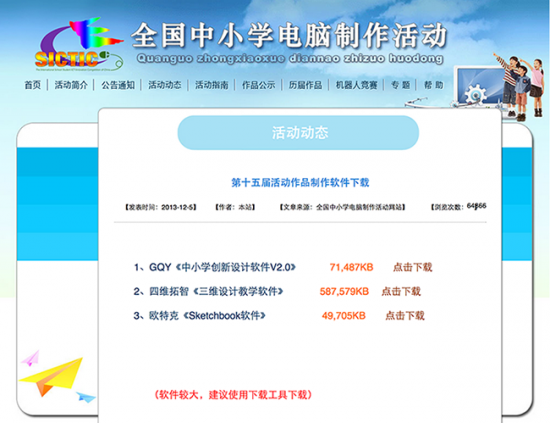 SICTIC
全国中小学电脑制作活动
Quanguo zhongxiaoxue diannao zhizuo huodong
首页 | 活动简介 | 公告通知 | 活动动态 | 活动指南 | 作品公示 | 历届作品 | 机器人竞赛 | 专 题 | 帮 助
活动动态
第十五届活动作品制作软件下载
【发表时间：2013-12-5】 【作者：本站】 【文章来源：全国中小学电脑制作活动网站】 【浏览次数：
1、GQY《中小学创新设计软件V2.0》 71,487KB 点击下载
2、四维拓智《三维设计教学软件》 587,579KB 点击下载
3、欧特克《Sketchbook软件》 49,705KB 点击下载
（软件较大，建议使用下载工具下载）